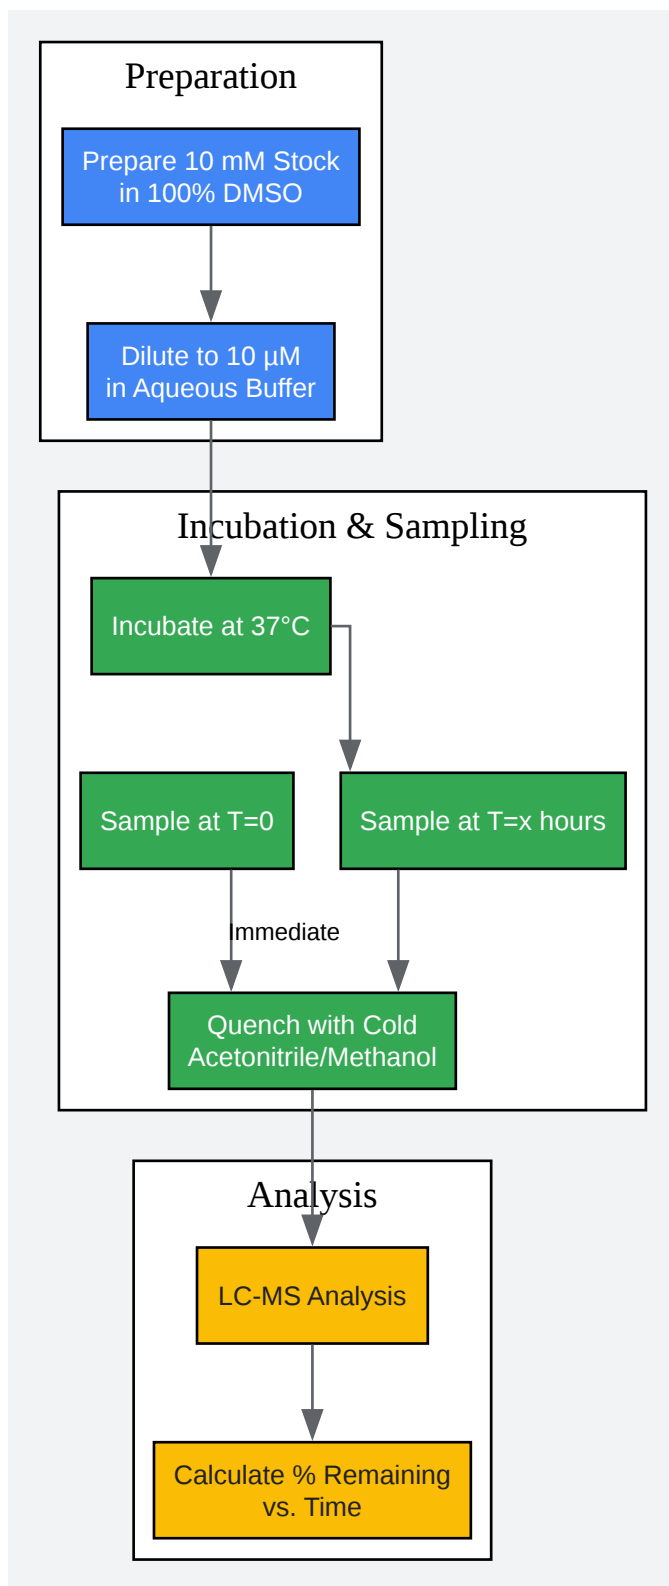 Preparation
Prepare 10 mM Stock
in 100% DMSO
Dilute to 10 µM
in Aqueous Buffer
Incubation & Sampling
Incubate at 37°C
Sample at T=0
Sample at T=x hours
Immediate
Quench with Cold
Acetonitrile/Methanol
Analysis
LC-MS Analysis
Calculate % Remaining
vs. Time